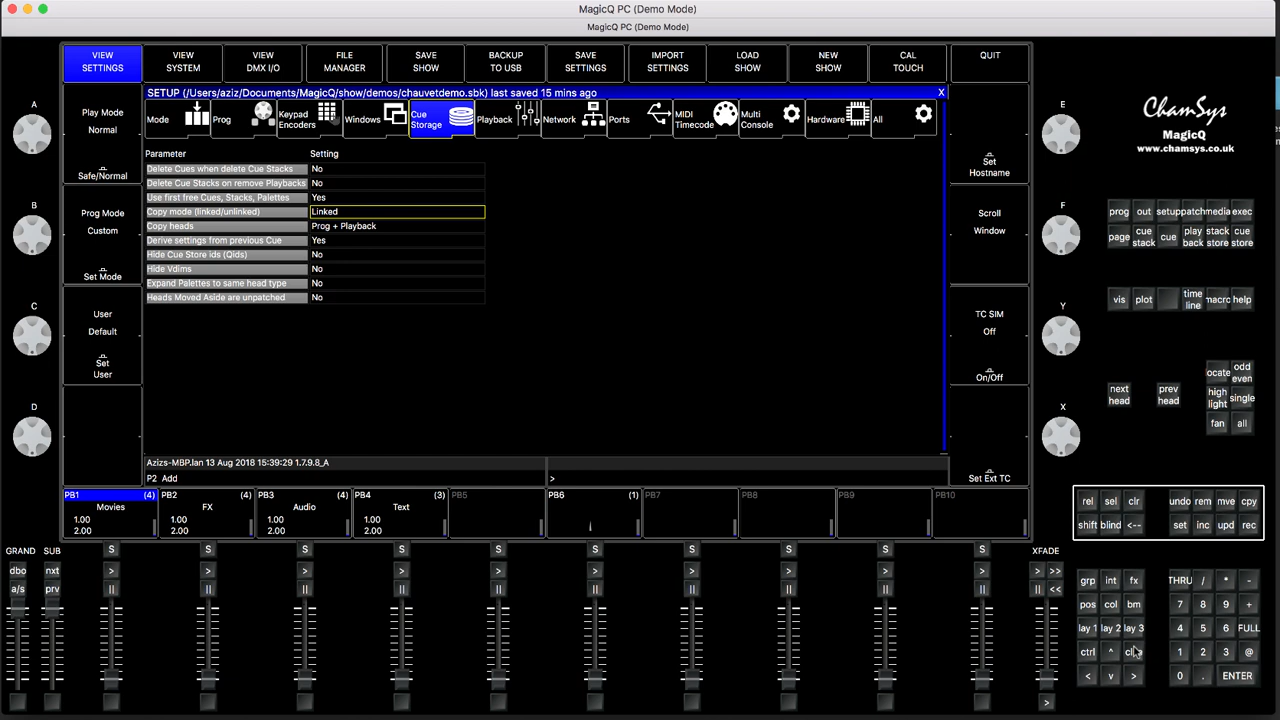 MagicQ PC (Demo Mode)
MagicQ PC (Demo Mode)
VIEW SETTINGS
VIEW SYSTEM
VIEW DMX I/O
FILE MANAGER
SAVE SHOW
BACKUP TO USB
SAVE SETTINGS
IMPORT SETTINGS
LOAD SHOW
NEW SHOW
CAL TOUCH
QUIT
SETUP (/Users/aziz/Documents/MagicQ/show/demos/chauvetdemo.sbk) last saved 15 mins ago X
Mode Prog Keypad Encoders Windows Cue Storage Playback Network Ports MIDI Timecode Multi Console Hardware All
A
Play Mode
Normal
Safe/Normal
B
Prog Mode
Custom
Set Mode
C
User
Default
Set User
D
Parameter Setting
Delete Cues when delete Cue Stacks No
Delete Cue Stacks on remove Playbacks No
Use first free Cues, Stacks, Palettes Yes
Copy mode (linked/unlinked) Linked
Copy heads Prog + Playback
Derive settings from previous Cue Yes
Hide Cue Store ids (Qids) No
Hide Vdims No
Expand Palettes to same head type No
Heads Moved Aside are unpatched No
Azizs-MBP.lan 13 Aug 2018 15:39:29 1.7.9.8_A
P2 Add >
E
Set Hostname
F
Scroll
Window
Y
TC SIM
Off
On/Off
X
Set Ext TC
ChamSys
MagicQ
www.chamsys.co.uk
prog out setup patch media exec
page cue stack cue play back stack store cue store
vis plot time line macro help
next head prev head
ocate odd even
high light single
fan all
PB1 (4) PB2 (4) PB3 (4) PB4 (3) PB5 PB6 (1) PB7 PB8 PB9 PB10
Movies FX Audio Text
1.00 1.00 1.00 1.00
2.00 2.00 2.00 2.00
rel sel clr undo rem mve cpy
shift blind <-- set inc upd rec
GRAND SUB S S S S S S S S S S XFADE
dbo nxt > > > > > > > > > > > >>
a/s prv II II II II II II II II II II II <<
grp int fx THRU / * -
pos col bm 7 8 9 +
lay 1 lay 2 lay 3 4 5 6 FULL
ctrl ^ 1 2 3 @
< v > 0 . ENTER
>